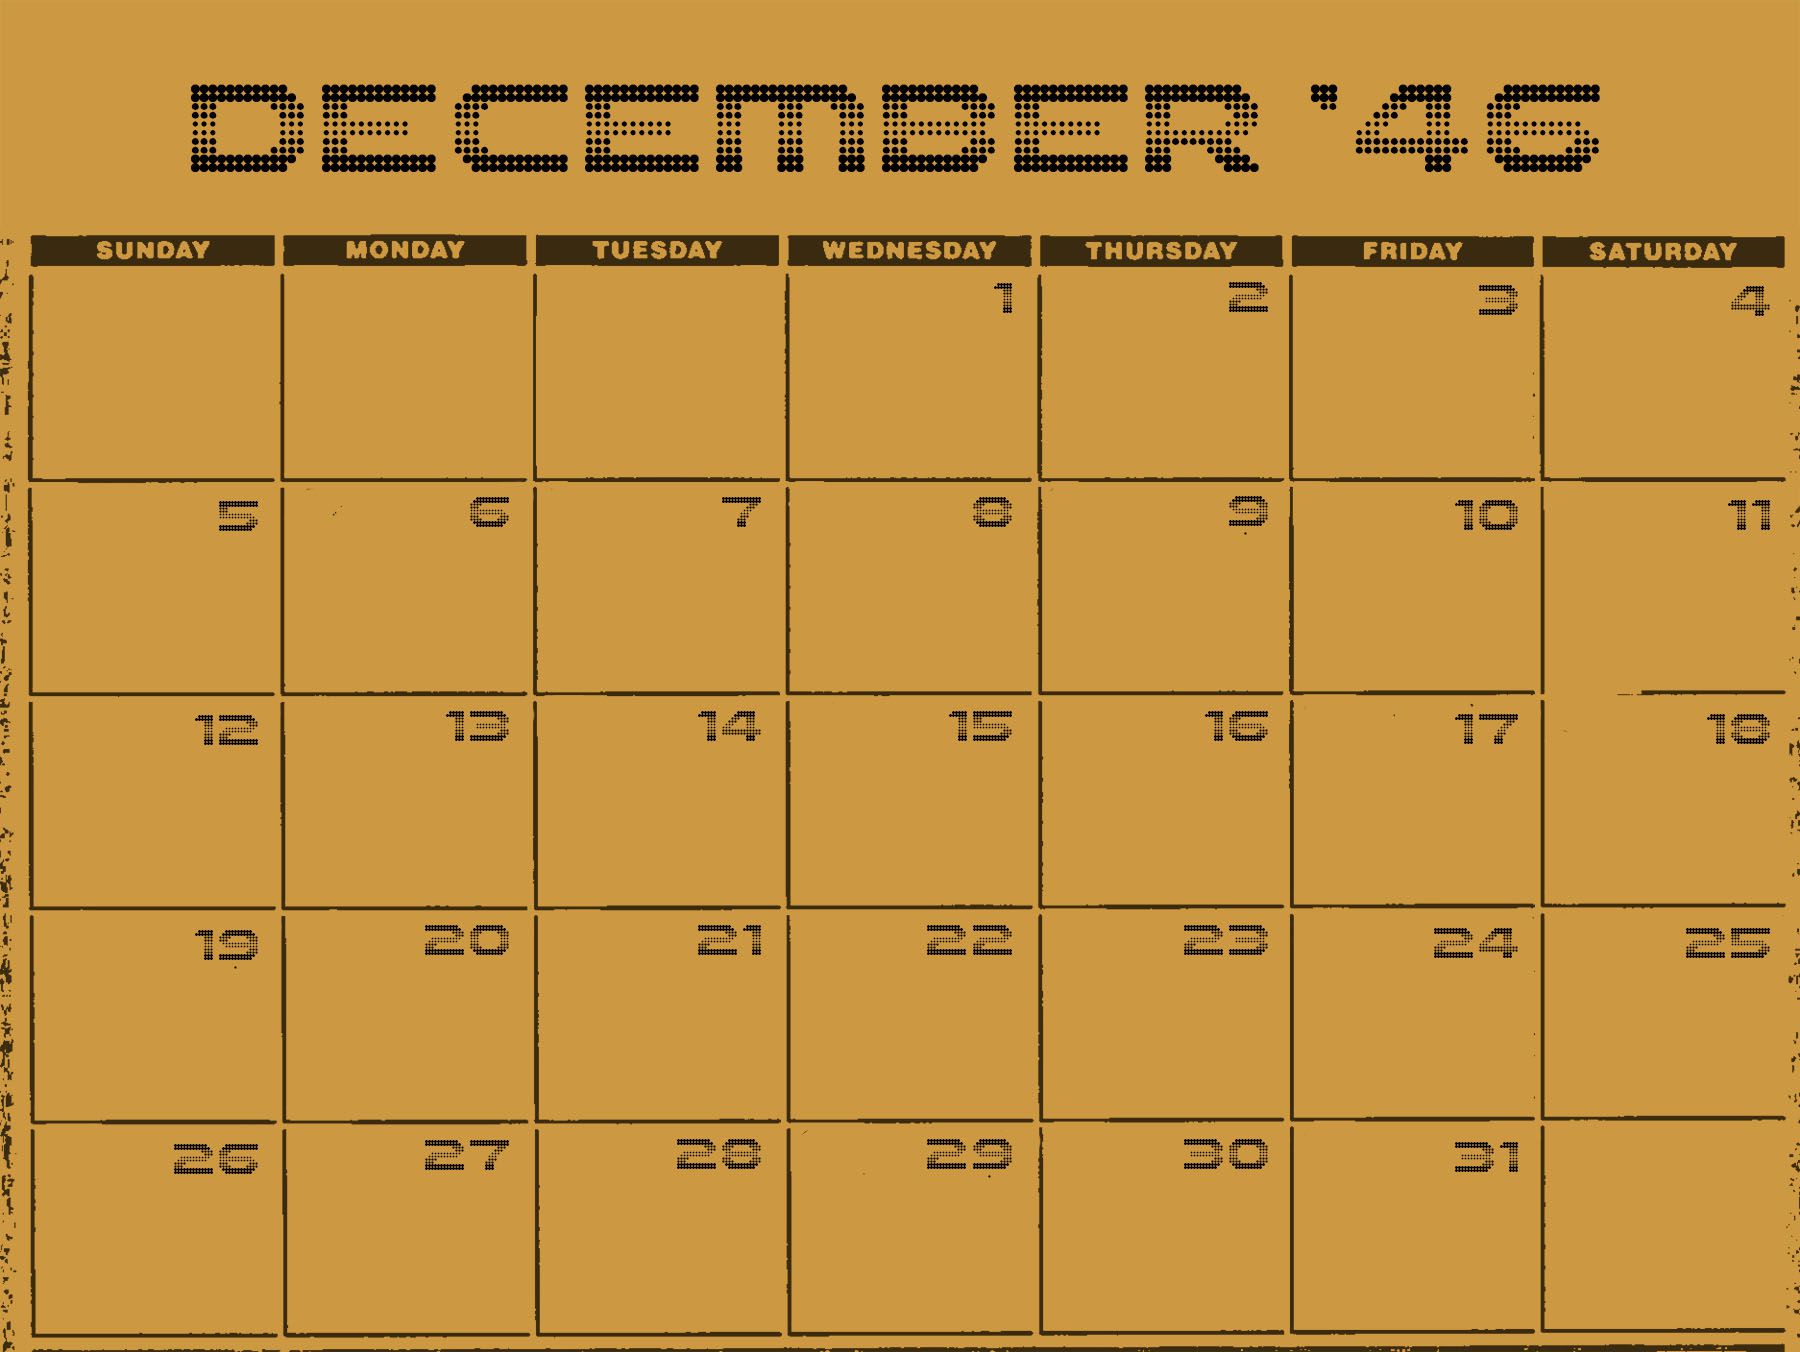 DECEMBER '46
SUNDAY MONDAY TUESDAY WEDNESDAY THURSDAY FRIDAY SATURDAY
1 2 3 4
5 6 7 8 9 10 11
12 13 14 15 16 17 18
19 20 21 22 23 24 25
26 27 28 29 30 31